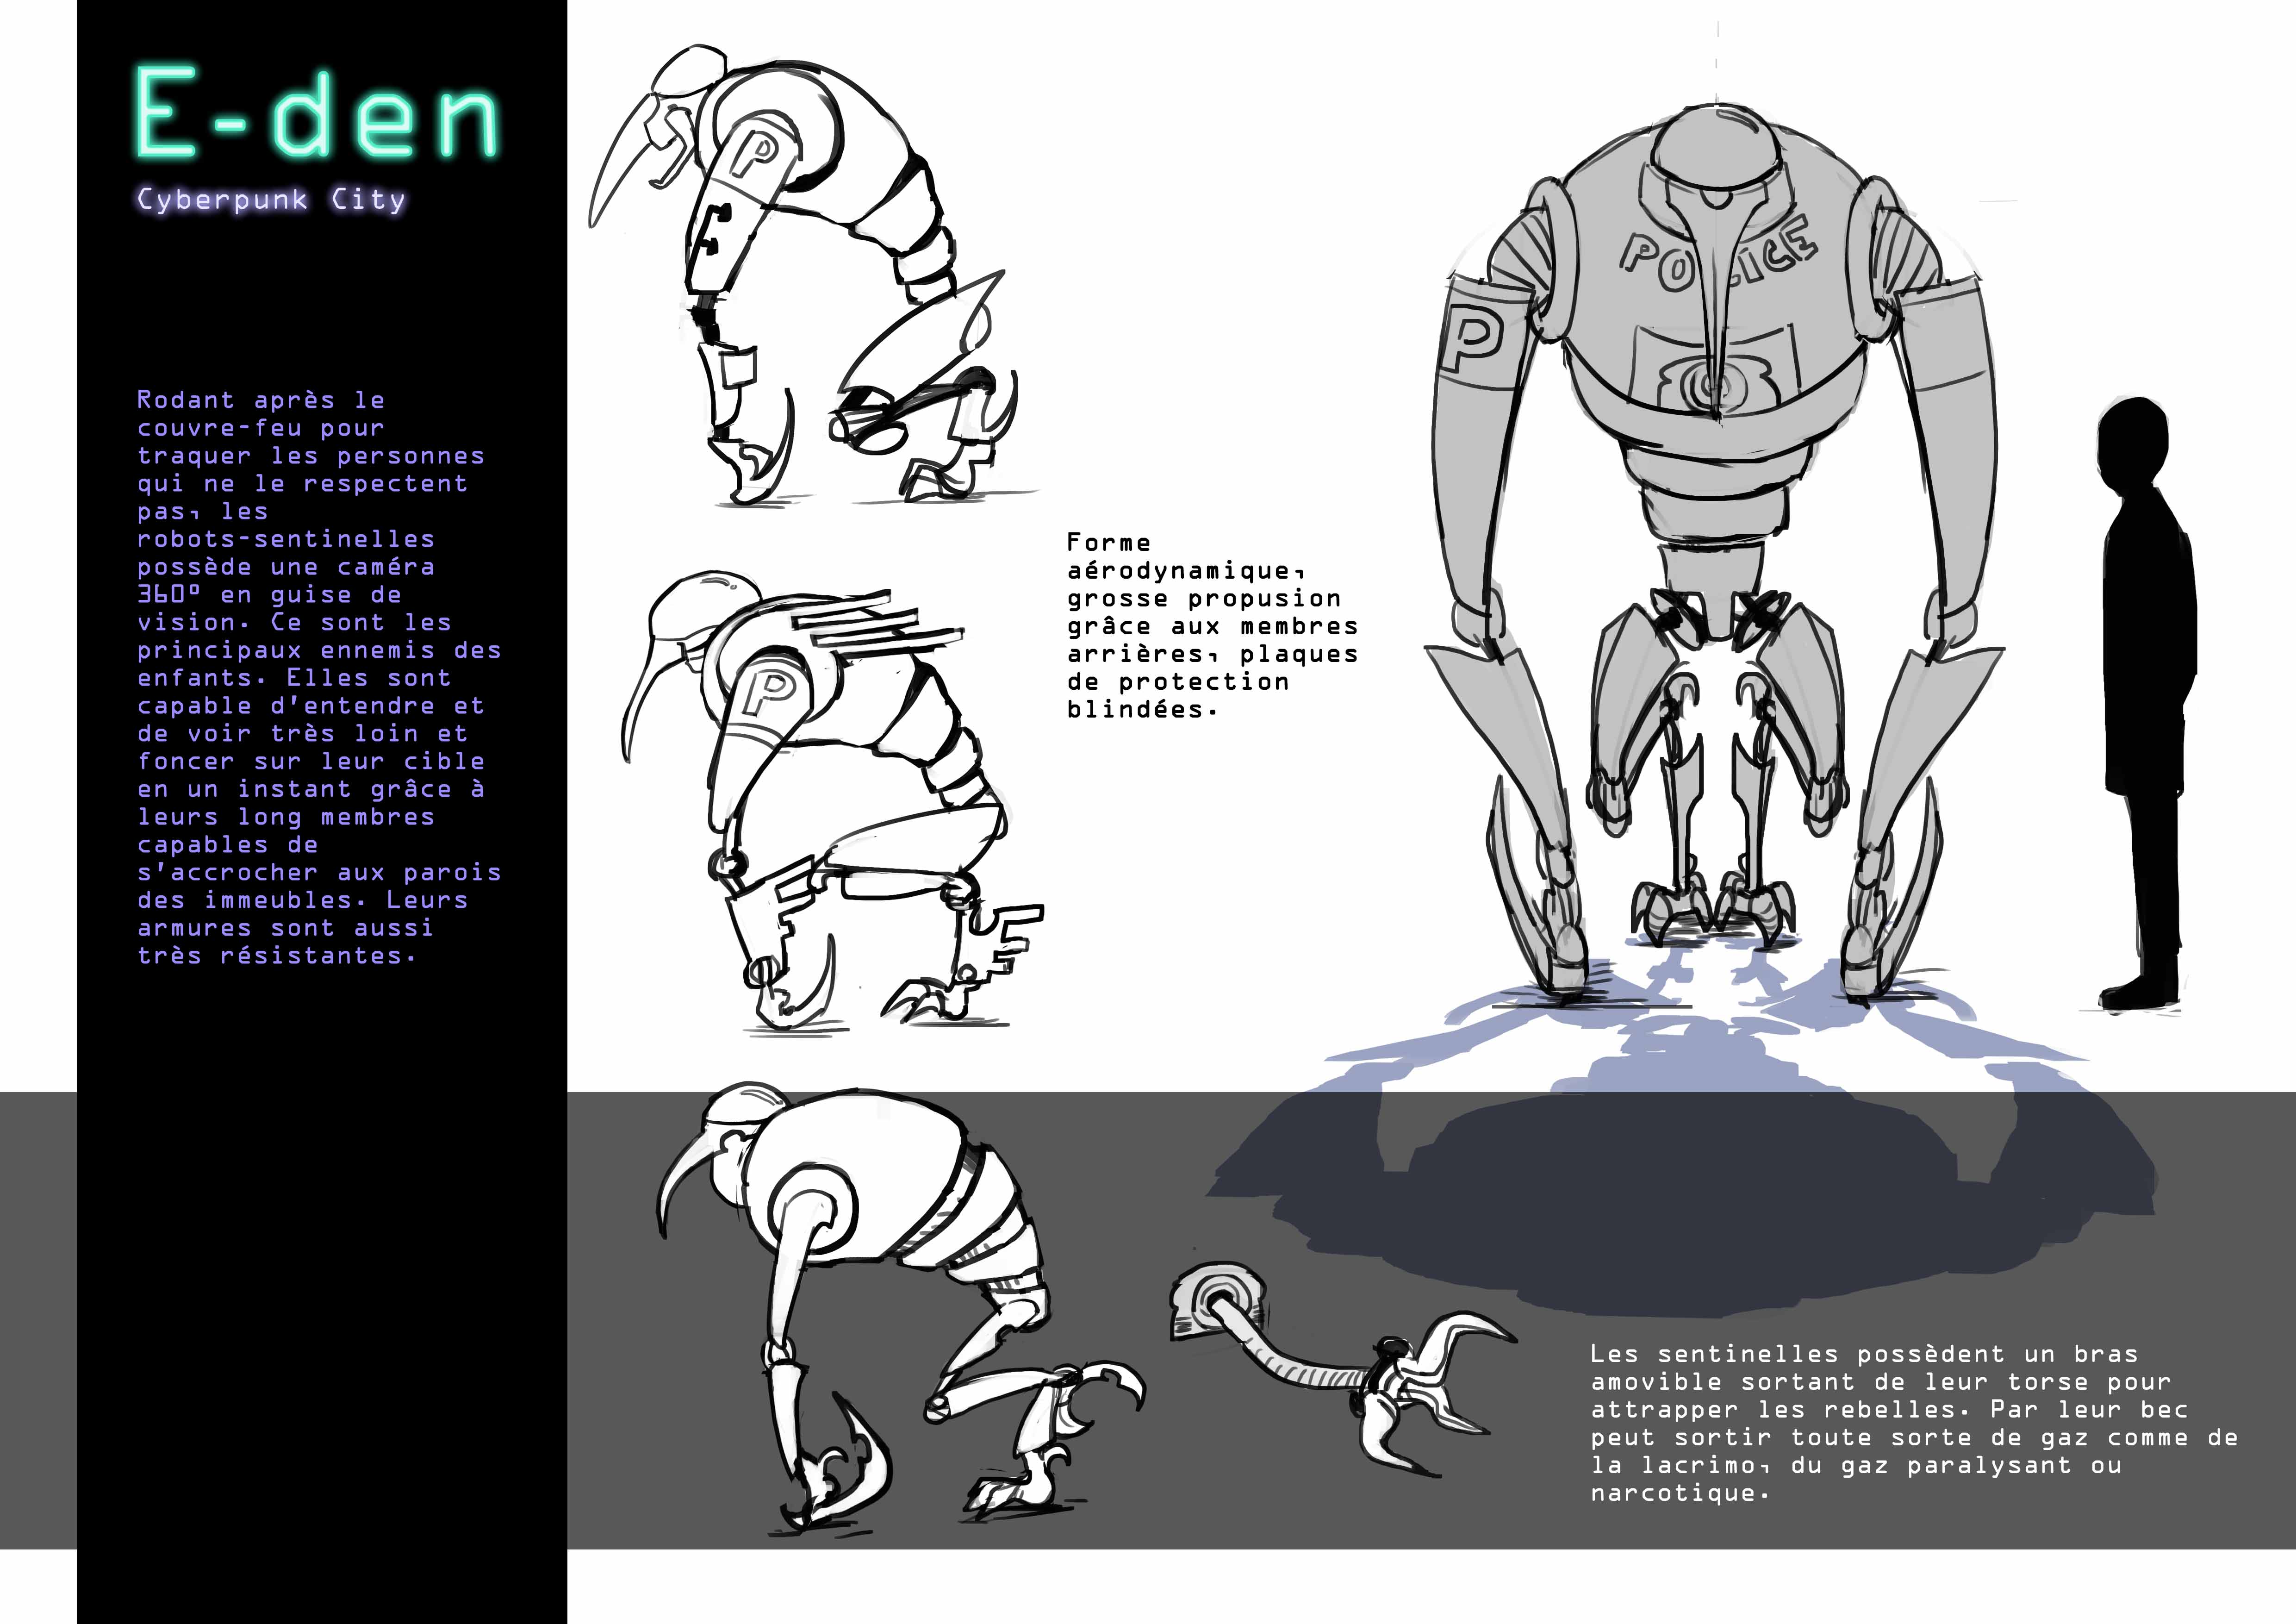 E-den
Cyberpunk City
Rodant après le
couvre-feu pour
traquer les personnes
qui ne le respectent
pas, les
robots-sentinelles
possède une caméra
360° en guise de
vision. Ce sont les
principaux ennemis des
enfants. Elles sont
capable d'entendre et
de voir très loin et
foncer sur leur cible
en un instant grâce à
leurs long membres
capables de
s'accrocher aux parois
des immeubles. Leurs
armures sont aussi
très résistantes.
P
P
Forme
aérodynamique,
grosse propusion
grâce aux membres
arrières, plaques
de protection
blindées.
POLICE
P
Les sentinelles possèdent un bras
amovible sortant de leur torse pour
attrapper les rebelles. Par leur bec
peut sortir toute sorte de gaz comme de
la lacrimo, du gaz paralysant ou
narcotique.